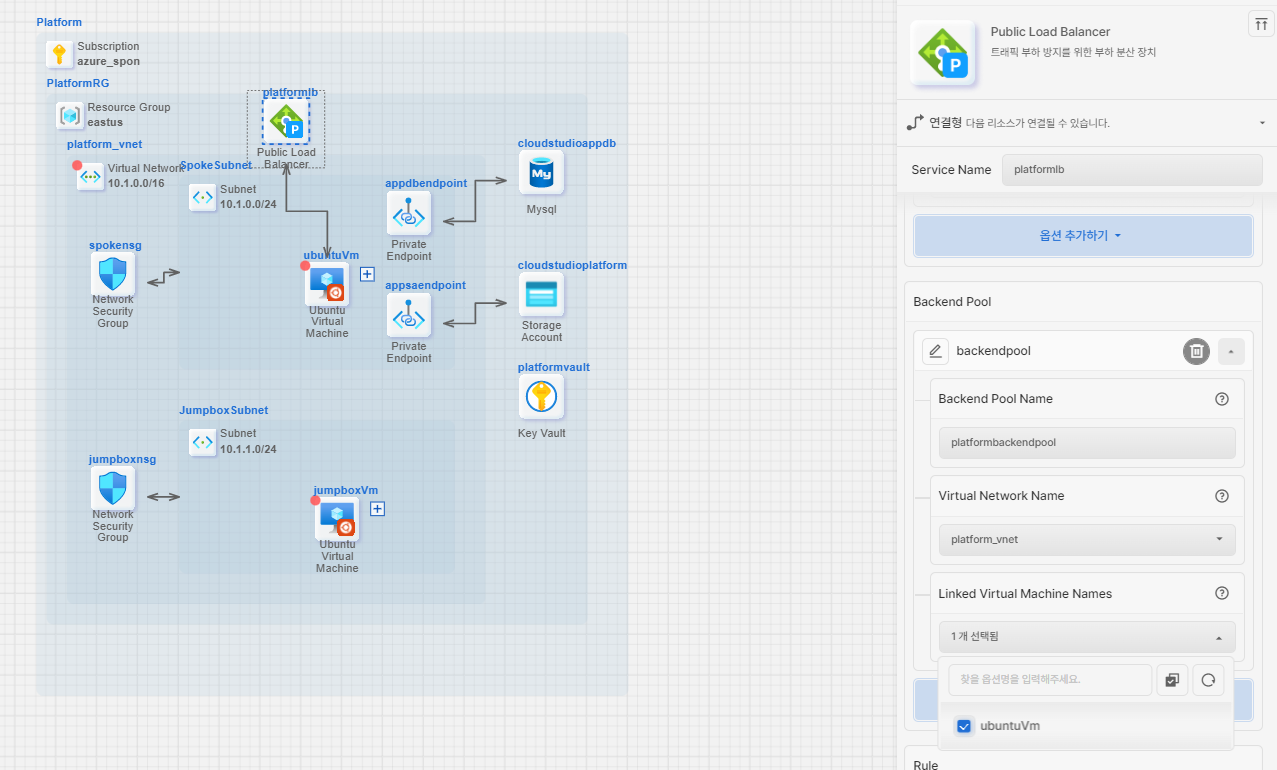 Platform
Subscription
azure_spon
PlatformRG
Resource Group
eastus
platform_vnet
Virtual Network
10.1.0.0/16
SpokeSubnet
Subnet
10.1.0.0/24
platformlb
P
Public Load
Balancer
appdbendpoint
Private
Endpoint
cloudstudioappdb
My
Mysql
spokensg
Network
Security
Group
ubuntuVm
Ubuntu
Virtual
Machine
appsaendpoint
Private
Endpoint
cloudstudioplatform
Storage
Account
platformvault
Key Vault
JumpboxSubnet
Subnet
10.1.1.0/24
jumpboxnsg
Network
Security
Group
jumpboxVm
Ubuntu
Virtual
Machine
P
Public Load Balancer
트래픽 부하 방지를 위한 부하 분산 장치
연결형 다음 리소스가 연결될 수 있습니다.
Service Name
platformlb
옵션 추가하기
Backend Pool
backendpool
Backend Pool Name
platformbackendpool
Virtual Network Name
platform_vnet
Linked Virtual Machine Names
1개 선택됨
찾을 옵션명을 입력해주세요.
ubuntuVm
Rule